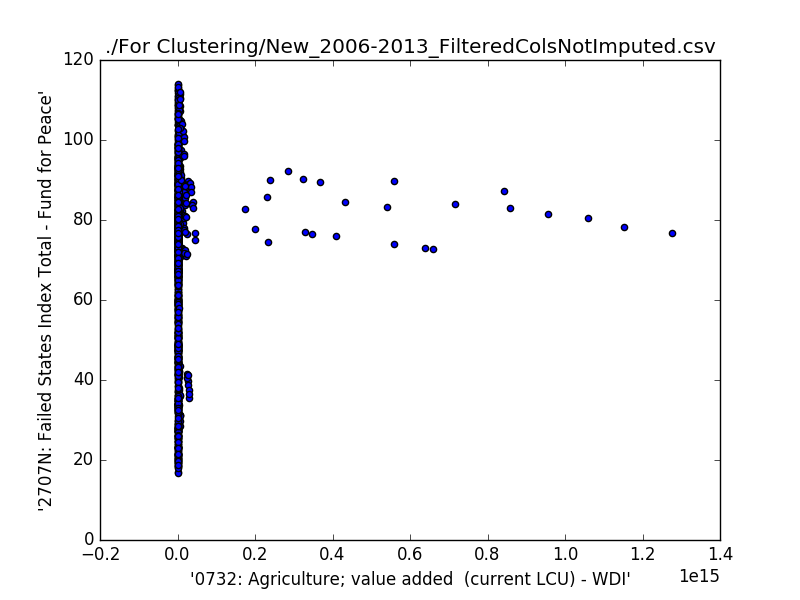 ./For Clustering/New_2006-2013_FilteredColsNotImputed.csv
120
100
80
60
40
20
0
'2707N: Failed States Index Total - Fund for Peace'
−0.2 0.0 0.2 0.4 0.6 0.8 1.0 1.2 1.4
1e15
'0732: Agriculture; value added  (current LCU) - WDI'